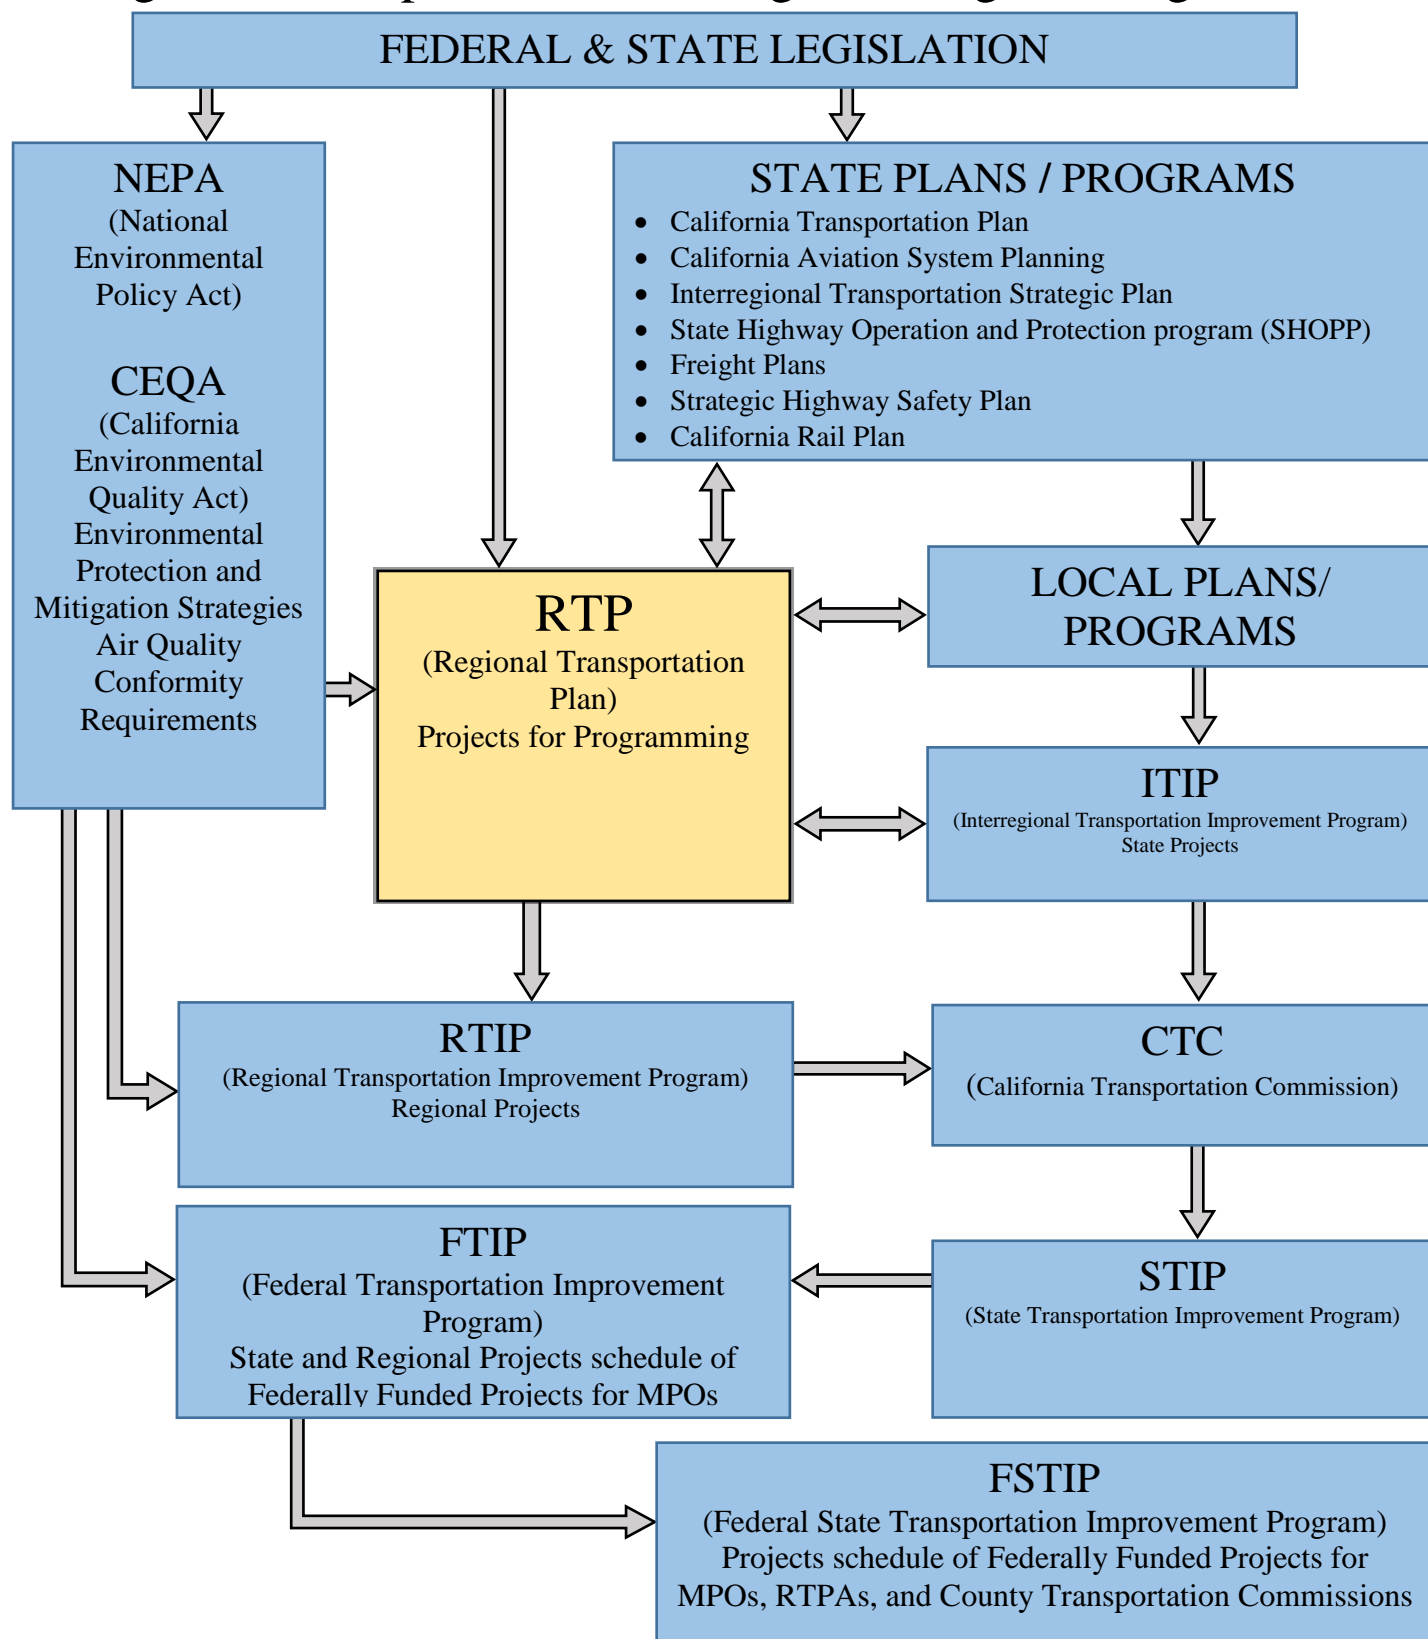 FEDERAL & STATE LEGISLATION
NEPA
(National
Environmental
Policy Act)
CEQA
(California
Environmental
Quality Act)
Environmental
Protection and
Mitigation Strategies
Air Quality
Conformity
Requirements
STATE PLANS / PROGRAMS
• California Transportation Plan
• California Aviation System Planning
• Interregional Transportation Strategic Plan
• State Highway Operation and Protection program (SHOPP)
• Freight Plans
• Strategic Highway Safety Plan
• California Rail Plan
RTP
(Regional Transportation
Plan)
Projects for Programming
LOCAL PLANS/
PROGRAMS
ITIP
(Interregional Transportation Improvement Program)
State Projects
RTIP
(Regional Transportation Improvement Program)
Regional Projects
CTC
(California Transportation Commission)
FTIP
(Federal Transportation Improvement
Program)
State and Regional Projects schedule of
Federally Funded Projects for MPOs
STIP
(State Transportation Improvement Program)
FSTIP
(Federal State Transportation Improvement Program)
Projects schedule of Federally Funded Projects for
MPOs, RTPAs, and County Transportation Commissions